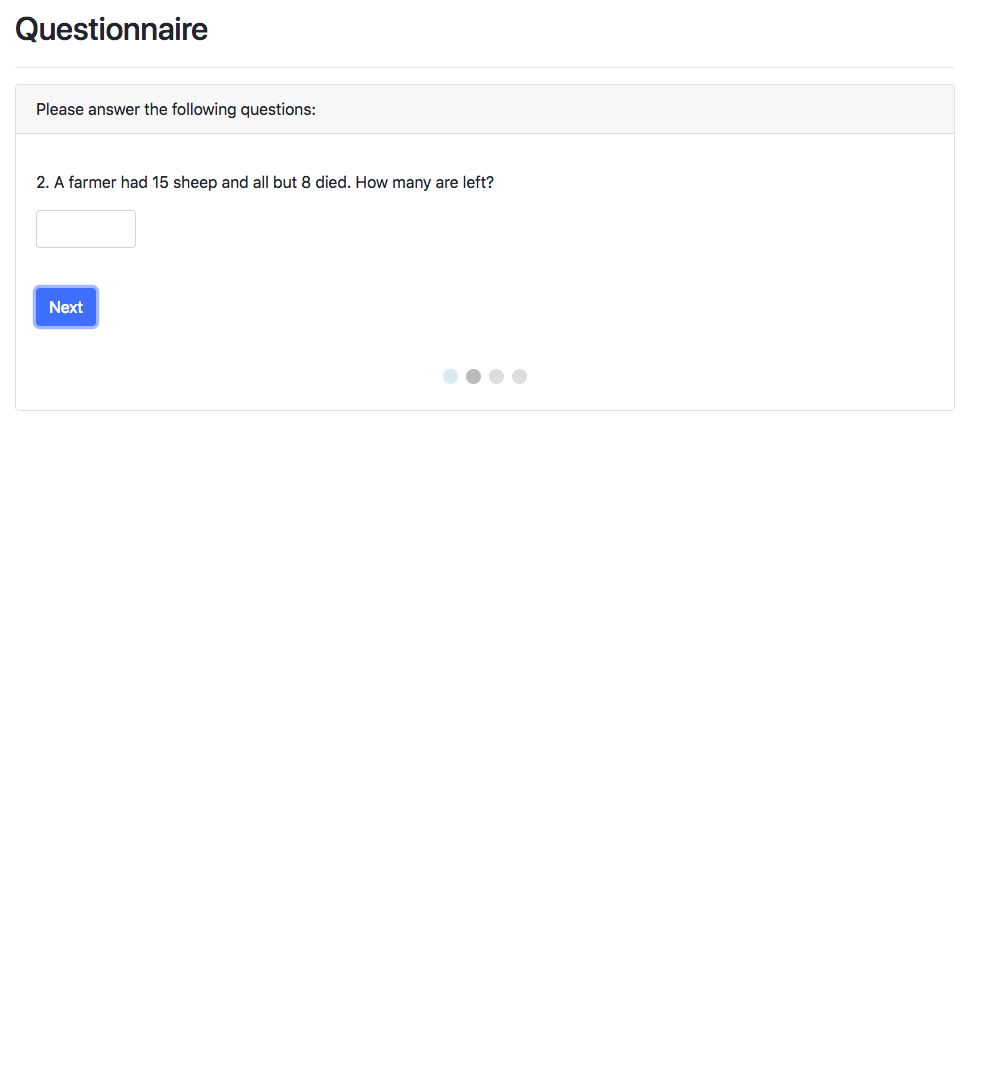 Questionnaire
Please answer the following questions:
2. A farmer had 15 sheep and all but 8 died. How many are left?
Next